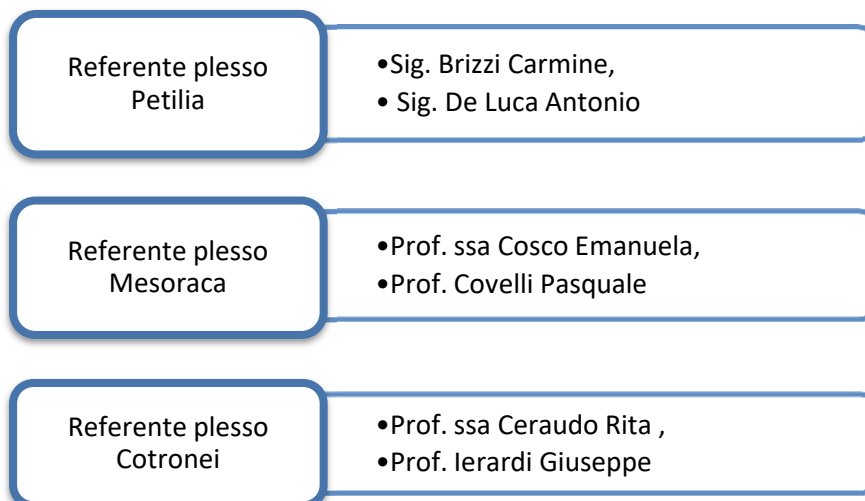 Referente plesso
Petilia
•Sig. Brizzi Carmine,
• Sig. De Luca Antonio
Referente plesso
Mesoraca
•Prof. ssa Cosco Emanuela,
•Prof. Covelli Pasquale
Referente plesso
Cotronei
•Prof. ssa Ceraudo Rita ,
•Prof. Ierardi Giuseppe